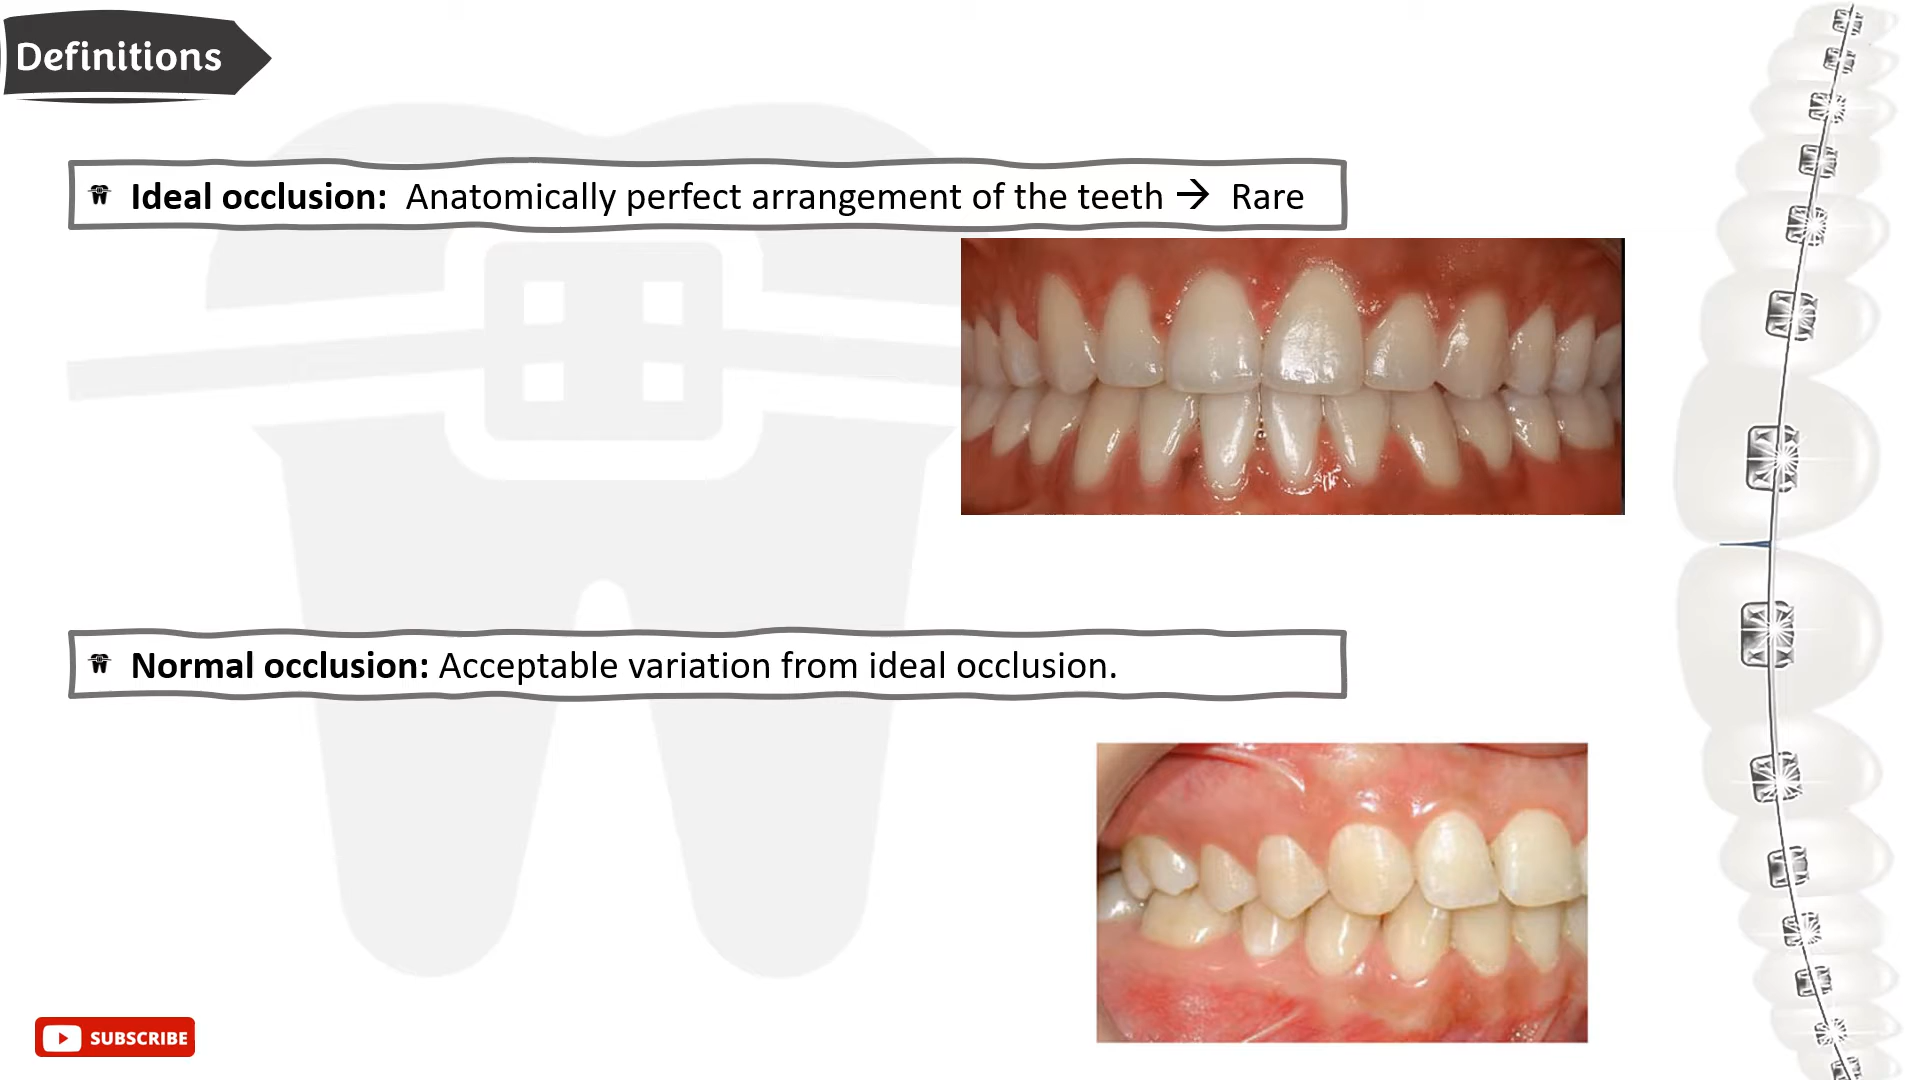 Definitions
Ideal occlusion: Anatomically perfect arrangement of the teeth → Rare
Normal occlusion: Acceptable variation from ideal occlusion.
SUBSCRIBE